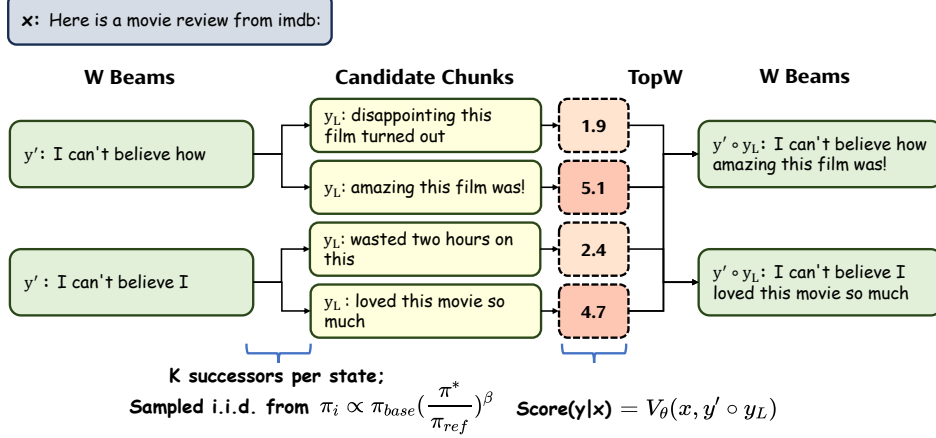 x: Here is a movie review from imdb:
W Beams
Candidate Chunks
TopW
W Beams
y': I can't believe how
y_L: disappointing this
film turned out
1.9
y_L: amazing this film was!
5.1
y' ∘ y_L: I can't believe how
amazing this film was!
y': I can't believe I
y_L: wasted two hours on
this
2.4
y_L: loved this movie so
much
4.7
y' ∘ y_L: I can't believe I
loved this movie so much
K successors per state;
Sampled i.i.d. from π_i ∝ π_base(π*/π_ref)^β
Score(y|x) = V_θ(x, y' ∘ y_L)